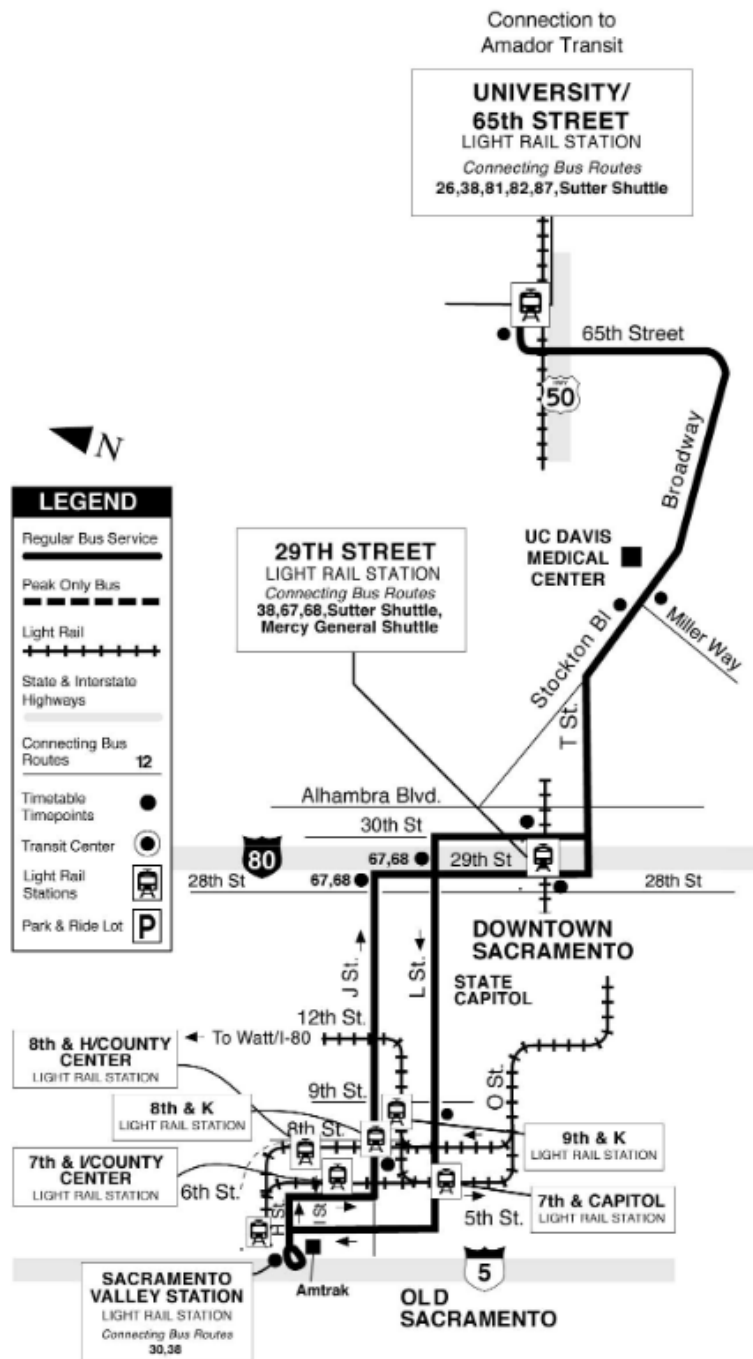 Connection to
Amador Transit
UNIVERSITY/
65th STREET
LIGHT RAIL STATION
Connecting Bus Routes
26,38,81,82,87,Sutter Shuttle
65th Street
HWY
50
Broadway
N
LEGEND
Regular Bus Service
Peak Only Bus
Light Rail
State & Interstate
Highways
Connecting Bus
Routes 12
Timetable
Timepoints
Transit Center
Light Rail
Stations
Park & Ride Lot P
29TH STREET
LIGHT RAIL STATION
Connecting Bus Routes
38,67,68,Sutter Shuttle,
Mercy General Shuttle
UC DAVIS
MEDICAL
CENTER
Stockton Bl
Miller Way
T St.
Alhambra Blvd.
30th St
80
67,68
29th St
28th St
67,68
28th St
DOWNTOWN
SACRAMENTO
J St.
L St.
STATE
CAPITOL
12th St.
To Watt/I-80
8th & H/COUNTY
CENTER
LIGHT RAIL STATION
9th St.
O St.
8th & K
LIGHT RAIL STATION
8th St.
9th & K
LIGHT RAIL STATION
7th & I/COUNTY
CENTER
LIGHT RAIL STATION
6th St.
H St.
I St
5th St.
7th & CAPITOL
LIGHT RAIL STATION
SACRAMENTO
VALLEY STATION
LIGHT RAIL STATION
Connecting Bus Routes
30,38
Amtrak
5
OLD
SACRAMENTO